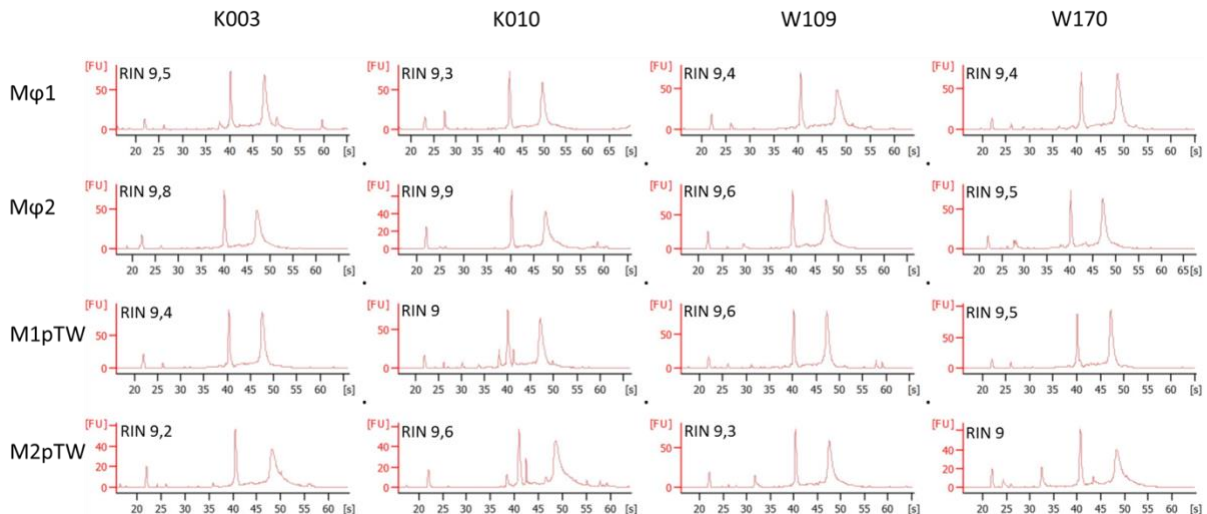 K003 K010 W109 W170
Mφ1
[FU] RIN 9,5 [FU] RIN 9,3 [FU] RIN 9,4 [FU] RIN 9,4
50 50 50 50
0 0 0 0
20 25 30 35 40 45 50 55 60 [s] 20 25 30 35 40 45 50 55 60 65 [s] 20 25 30 35 40 45 50 55 60 [s] 20 25 30 35 40 45 50 55 60 [s]
Mφ2
[FU] RIN 9,8 [FU] RIN 9,9 [FU] RIN 9,6 [FU] RIN 9,5
50 40 50 50
20
0 0 0 0
20 25 30 35 40 45 50 55 60 [s] 20 25 30 35 40 45 50 55 60 [s] 20 25 30 35 40 45 50 55 60 [s] 20 25 30 35 40 45 50 55 60 65 [s]
M1pTW
[FU] RIN 9,4 [FU] RIN 9 [FU] RIN 9,6 [FU] RIN 9,5
50 50 50 50
0 0 0 0
20 25 30 35 40 45 50 55 60 [s] 20 25 30 35 40 45 50 55 60 [s] 20 25 30 35 40 45 50 55 60 [s] 20 25 30 35 40 45 50 55 60 [s]
M2pTW
[FU] RIN 9,2 [FU] RIN 9,6 [FU] RIN 9,3 [FU] RIN 9
40 40 50 40
20 20 20
0 0 0 0
20 25 30 35 40 45 50 55 60 [s] 20 25 30 35 40 45 50 55 60 [s] 20 25 30 35 40 45 50 55 60 [s] 20 25 30 35 40 45 50 55 60 [s]